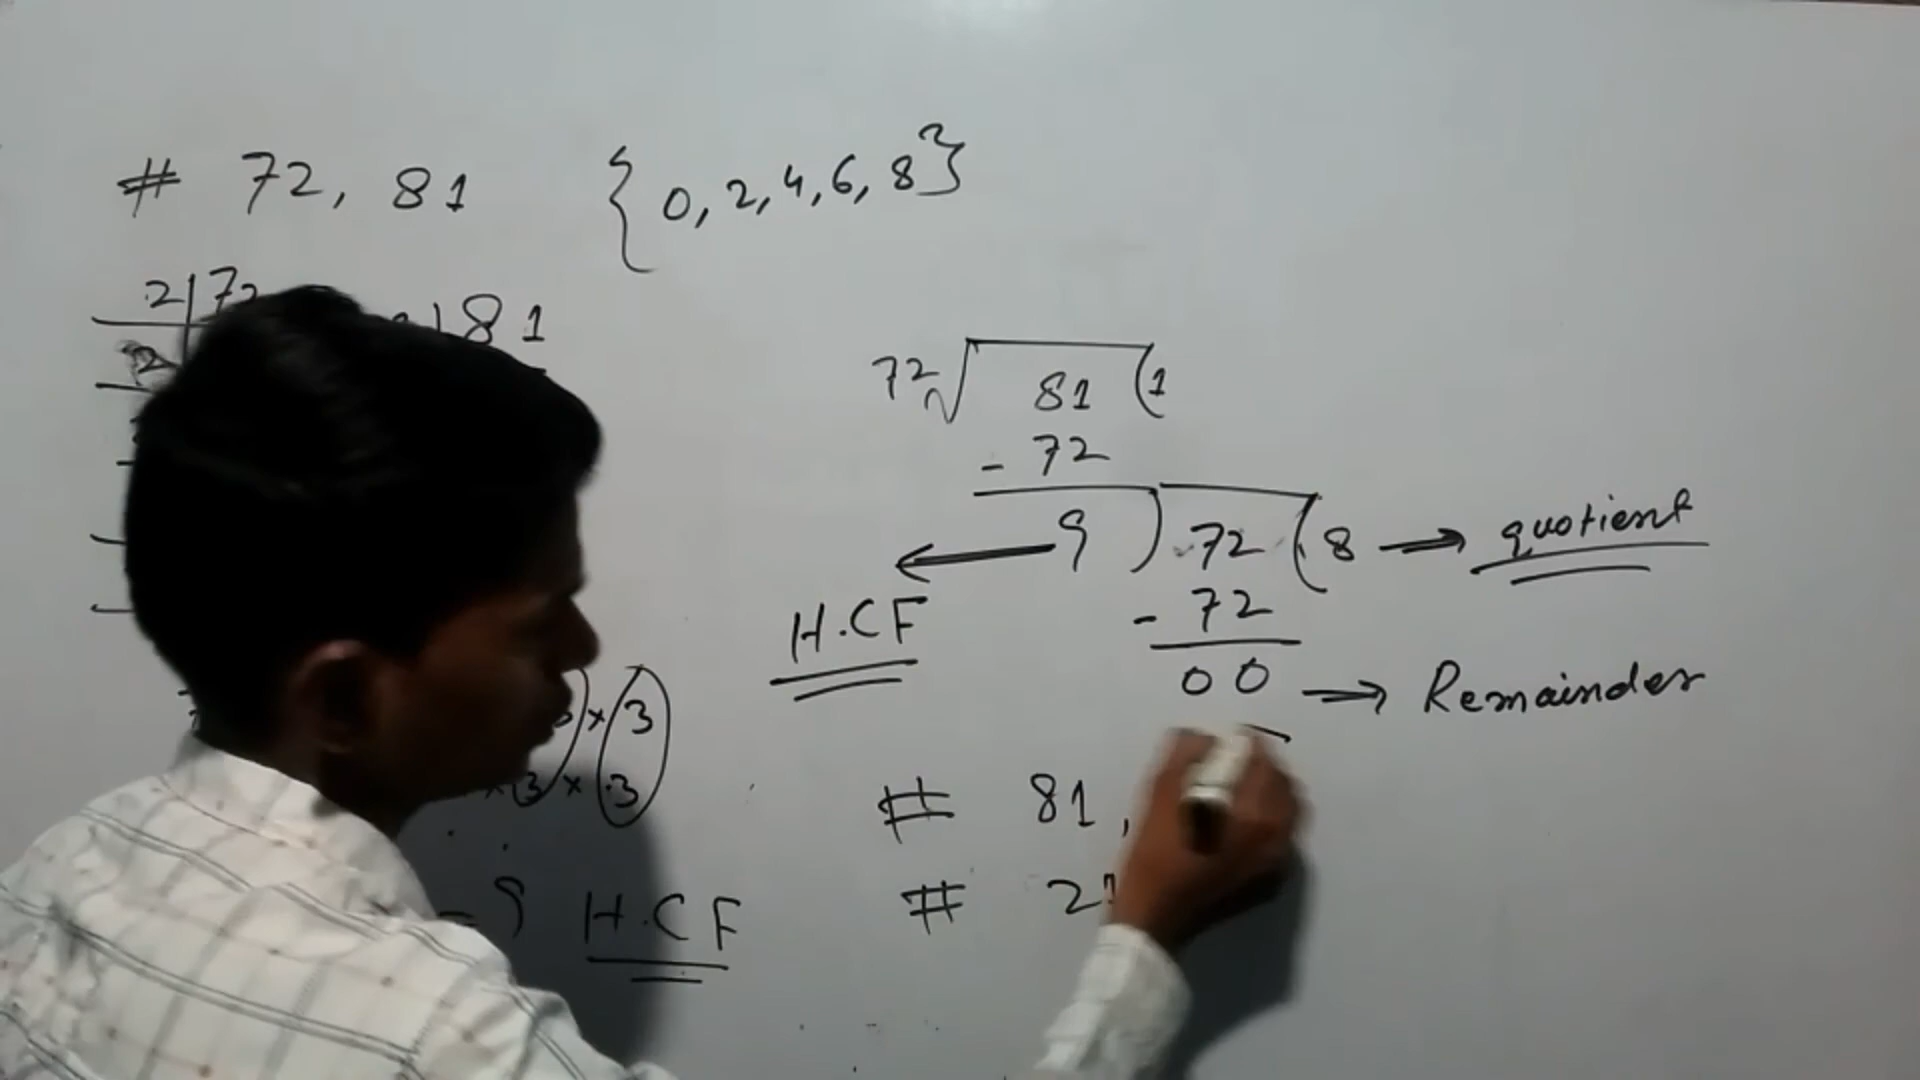 # 72, 81 {0, 2, 4, 6, 8}
2 | 72
81
2
× 3
3 × 3
= 9 H.C.F
72 √ 81 ( 1
- 72
9 ) 72 ( 8 → quotient
H.C.F
- 72
00 → Remainder
# 81,
# 21